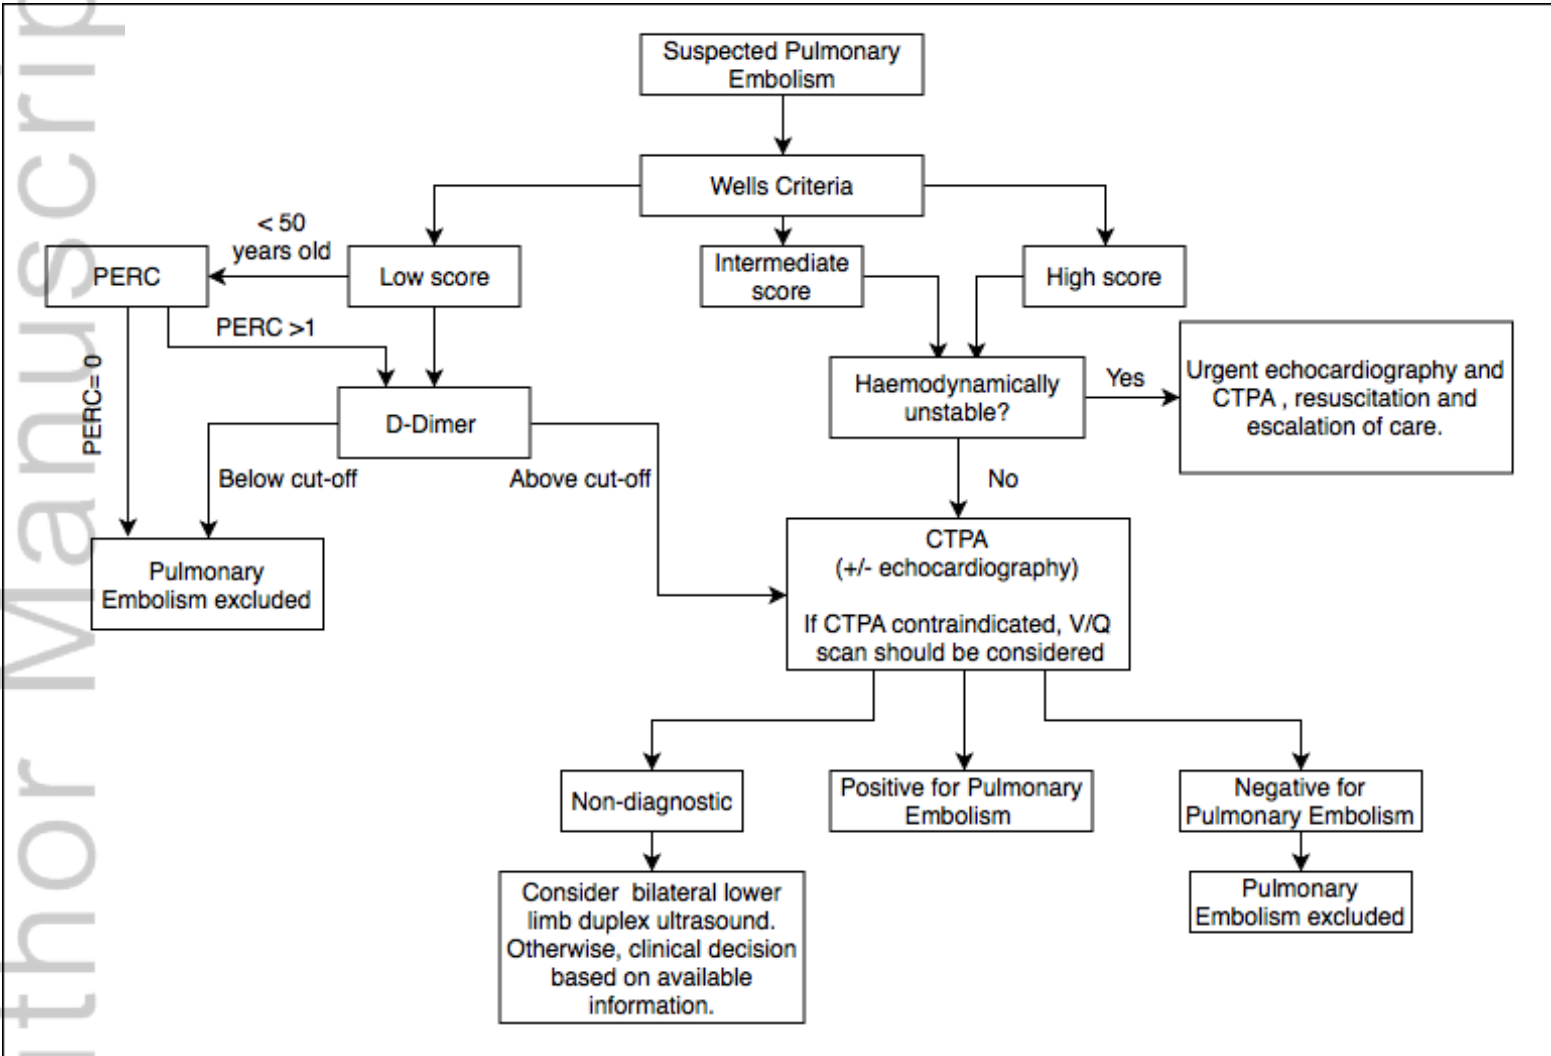 Suspected Pulmonary
Embolism
Wells Criteria
< 50
years old
PERC
Low score
Intermediate
score
High score
PERC >1
PERC= 0
D-Dimer
Haemodynamically
unstable?
Yes
Urgent echocardiography and
CTPA , resuscitation and
escalation of care.
Below cut-off
Above cut-off
No
Pulmonary
Embolism excluded
CTPA
(+/- echocardiography)
If CTPA contraindicated, V/Q
scan should be considered
Non-diagnostic
Positive for Pulmonary
Embolism
Negative for
Pulmonary Embolism
Consider bilateral lower
limb duplex ultrasound.
Otherwise, clinical decision
based on available
information.
Pulmonary
Embolism excluded
thor Manuscrip